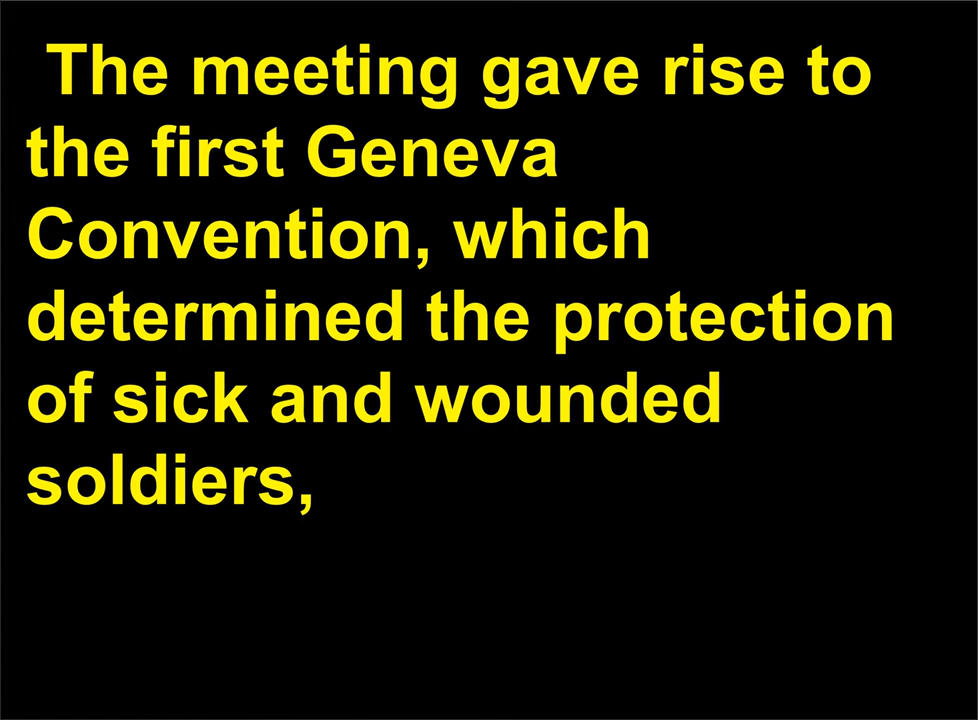 The meeting gave rise to
the first Geneva
Convention, which
determined the protection
of sick and wounded
soldiers,